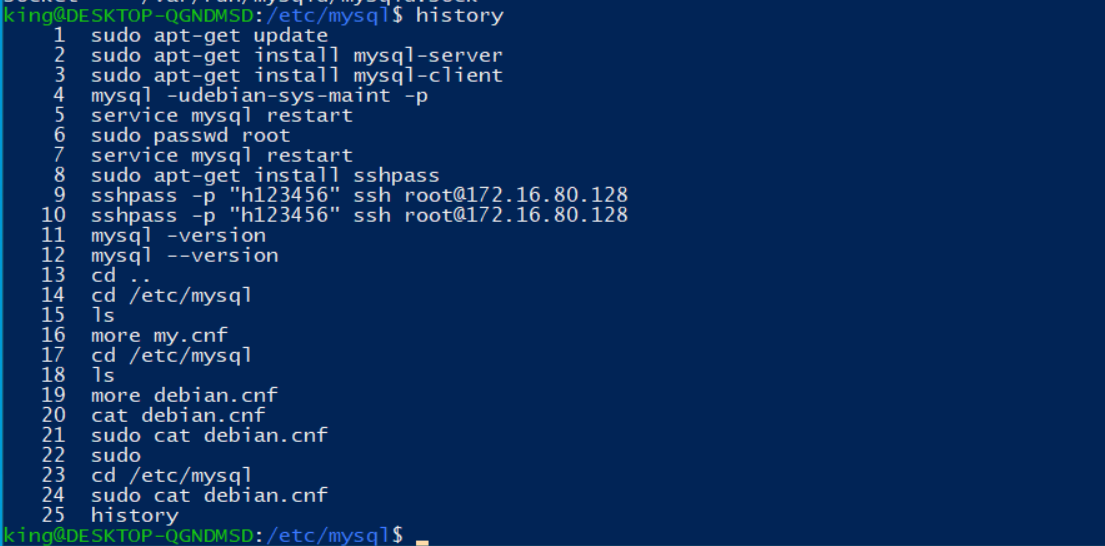 king@DESKTOP-QGNDMSD:/etc/mysql$ history
1 sudo apt-get update
2 sudo apt-get install mysql-server
3 sudo apt-get install mysql-client
4 mysql -udebian-sys-maint -p
5 service mysql restart
6 sudo passwd root
7 service mysql restart
8 sudo apt-get install sshpass
9 sshpass -p "h123456" ssh root@172.16.80.128
10 sshpass -p "h123456" ssh root@172.16.80.128
11 mysql -version
12 mysql --version
13 cd ..
14 cd /etc/mysql
15 ls
16 more my.cnf
17 cd /etc/mysql
18 ls
19 more debian.cnf
20 cat debian.cnf
21 sudo cat debian.cnf
22 sudo
23 cd /etc/mysql
24 sudo cat debian.cnf
25 history
king@DESKTOP-QGNDMSD:/etc/mysql$